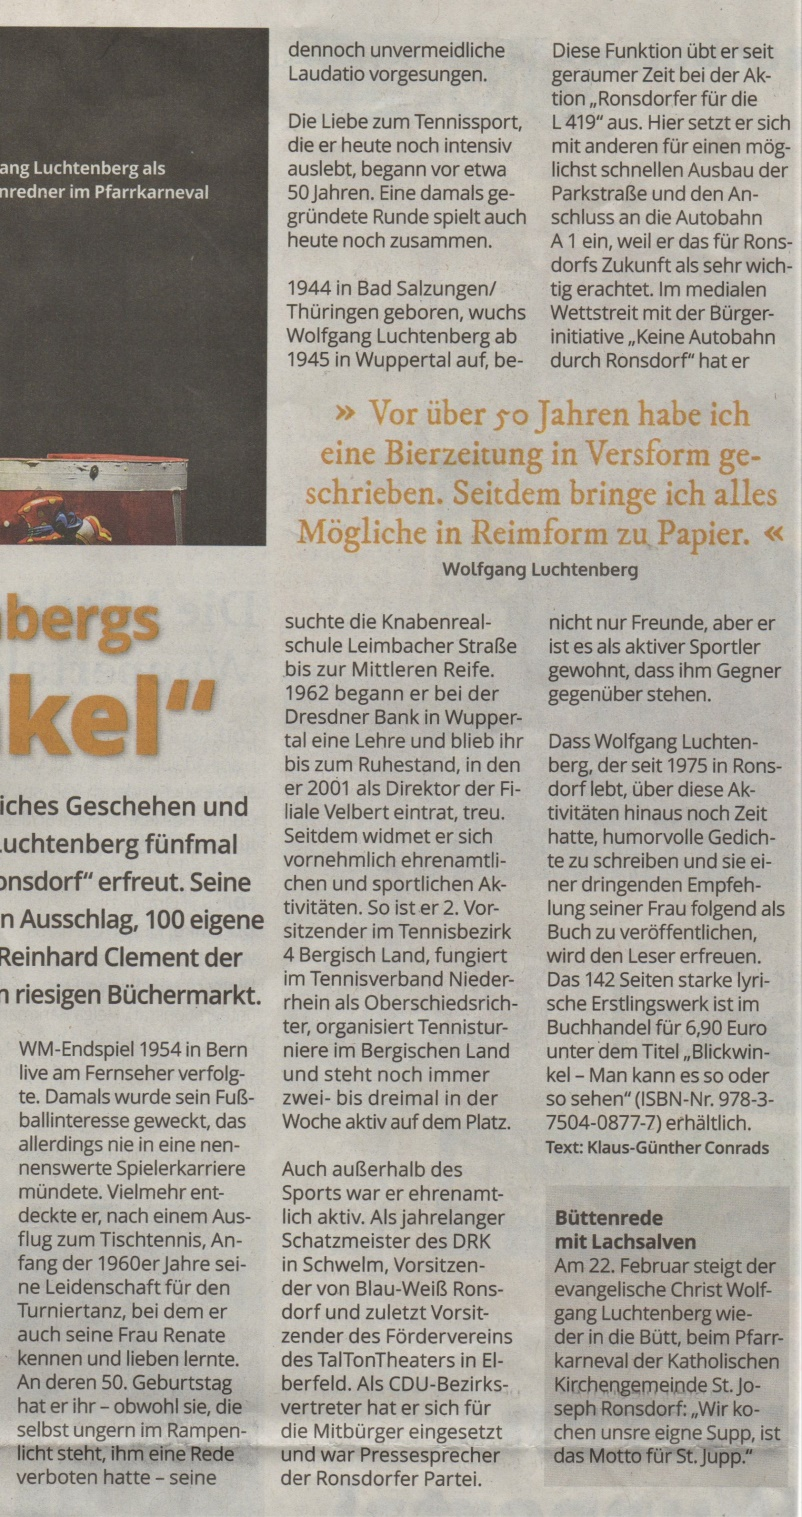 ang Luchtenberg als
nredner im Pfarrkarneval
bergs
kel“
iches Geschehen und
Luchtenberg fünfmal
onsdorf“ erfreut. Seine
n Ausschlag, 100 eigene
Reinhard Clement der
n riesigen Büchermarkt.
WM-Endspiel 1954 in Bern
live am Fernseher verfolg-
te. Damals wurde sein Fuß-
ballinteresse geweckt, das
allerdings nie in eine nen-
nenswerte Spielerkarriere
mündete. Vielmehr ent-
deckte er, nach einem Aus-
flug zum Tischtennis, An-
fang der 1960er Jahre sei-
ne Leidenschaft für den
Turniertanz, bei dem er
auch seine Frau Renate
kennen und lieben lernte.
An deren 50. Geburtstag
hat er ihr – obwohl sie, die
selbst ungern im Rampen-
licht steht, ihm eine Rede
verboten hatte – seine
dennoch unvermeidliche
Laudatio vorgesungen.
Die Liebe zum Tennissport,
die er heute noch intensiv
auslebt, begann vor etwa
50 Jahren. Eine damals ge-
gründete Runde spielt auch
heute noch zusammen.
1944 in Bad Salzungen/
Thüringen geboren, wuchs
Wolfgang Luchtenberg ab
1945 in Wuppertal auf, be-
suchte die Knabenreal-
schule Leimbacher Straße
bis zur Mittleren Reife.
1962 begann er bei der
Dresdner Bank in Wupper-
tal eine Lehre und blieb ihr
bis zum Ruhestand, in den
er 2001 als Direktor der Fi-
liale Velbert eintrat, treu.
Seitdem widmet er sich
vornehmlich ehrenamtli-
chen und sportlichen Ak-
tivitäten. So ist er 2. Vor-
sitzender im Tennisbezirk
4 Bergisch Land, fungiert
im Tennisverband Nieder-
rhein als Oberschiedsrich-
ter, organisiert Tennistur-
niere im Bergischen Land
und steht noch immer
zwei- bis dreimal in der
Woche aktiv auf dem Platz.
Auch außerhalb des
Sports war er ehrenamt-
lich aktiv. Als jahrelanger
Schatzmeister des DRK
in Schwelm, Vorsitzen-
der von Blau-Weiß Rons-
dorf und zuletzt Vorsit-
zender des Fördervereins
des TalTonTheaters in El-
berfeld. Als CDU-Bezirks-
vertreter hat er sich für
die Mitbürger eingesetzt
und war Pressesprecher
der Ronsdorfer Partei.
Diese Funktion übt er seit
geraumer Zeit bei der Ak-
tion „Ronsdorfer für die
L 419“ aus. Hier setzt er sich
mit anderen für einen mög-
lichst schnellen Ausbau der
Parkstraße und den An-
schluss an die Autobahn
A 1 ein, weil er das für Rons-
dorfs Zukunft als sehr wich-
tig erachtet. Im medialen
Wettstreit mit der Bürger-
initiative „Keine Autobahn
durch Ronsdorf“ hat er
» Vor über 50 Jahren habe ich
eine Bierzeitung in Versform ge-
schrieben. Seitdem bringe ich alles
Mögliche in Reimform zu Papier. «
Wolfgang Luchtenberg
nicht nur Freunde, aber er
ist es als aktiver Sportler
gewohnt, dass ihm Gegner
gegenüber stehen.
Dass Wolfgang Luchten-
berg, der seit 1975 in Rons-
dorf lebt, über diese Ak-
tivitäten hinaus noch Zeit
hatte, humorvolle Gedich-
te zu schreiben und sie ei-
ner dringenden Empfeh-
lung seiner Frau folgend als
Buch zu veröffentlichen,
wird den Leser erfreuen.
Das 142 Seiten starke lyri-
sche Erstlingswerk ist im
Buchhandel für 6,90 Euro
unter dem Titel „Blickwin-
kel – Man kann es so oder
so sehen“ (ISBN-Nr. 978-3-
7504-0877-7) erhältlich.
Text: Klaus-Günther Conrads
Büttenrede
mit Lachsalven
Am 22. Februar steigt der
evangelische Christ Wolf-
gang Luchtenberg wie-
der in die Bütt, beim Pfarr-
karneval der Katholischen
Kirchengemeinde St. Jo-
seph Ronsdorf: „Wir ko-
chen unsre eigne Supp, ist
das Motto für St. Jupp.“